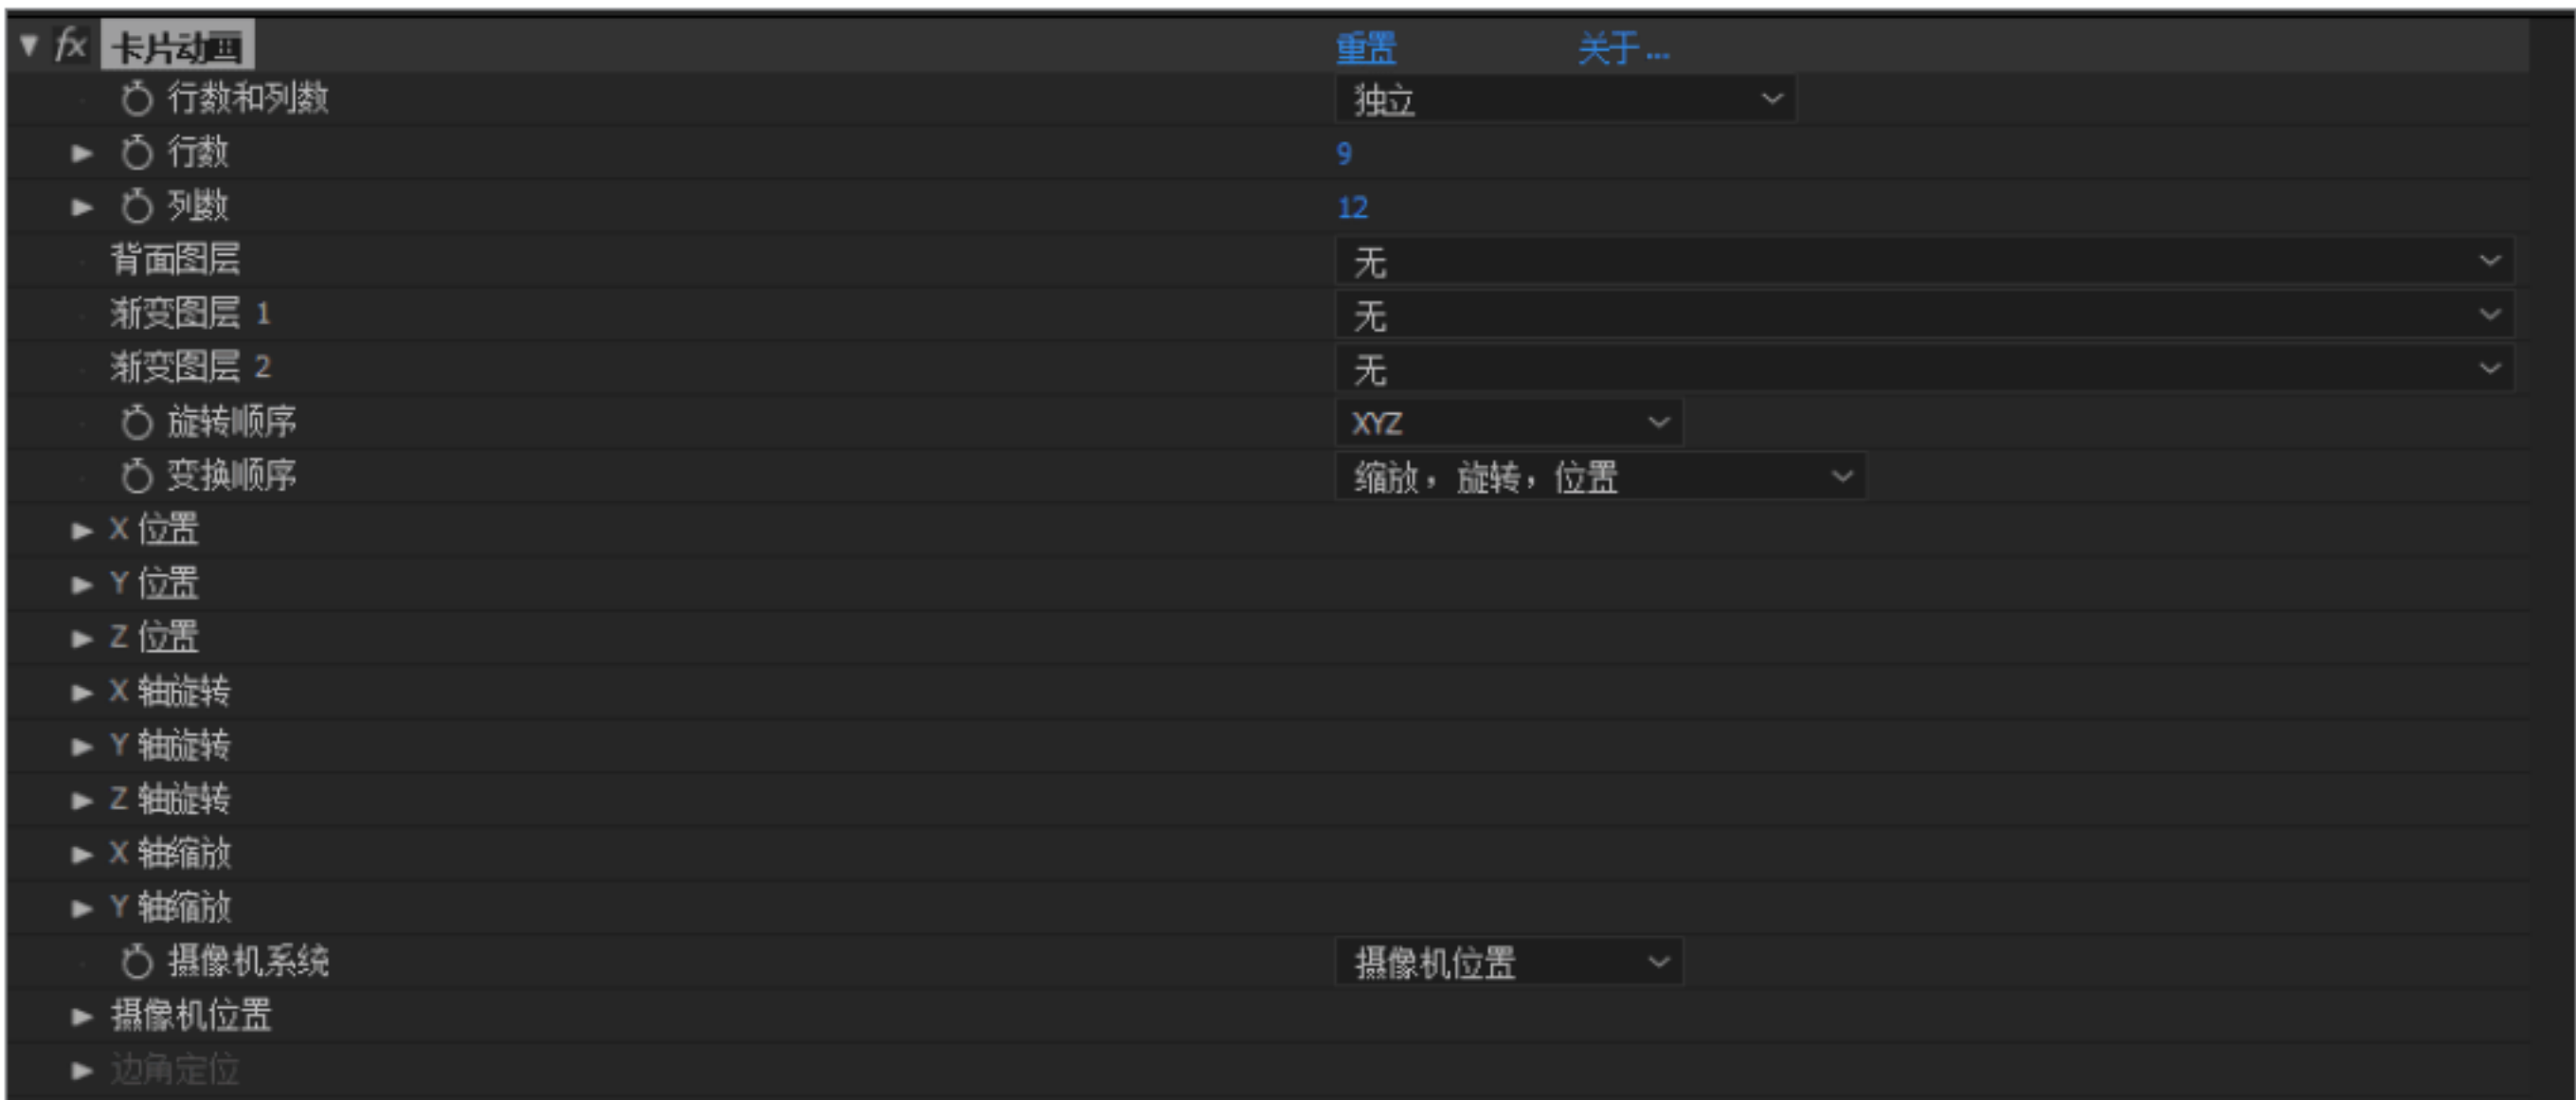 fx 卡片动画 重置 关于...
行数和列数 独立
行数 9
列数 12
背面图层 无
渐变图层 1 无
渐变图层 2 无
旋转顺序 XYZ
变换顺序 缩放，旋转，位置
X 位置
Y 位置
Z 位置
X 轴旋转
Y 轴旋转
Z 轴旋转
X 轴缩放
Y 轴缩放
摄像机系统 摄像机位置
摄像机位置
边角定位